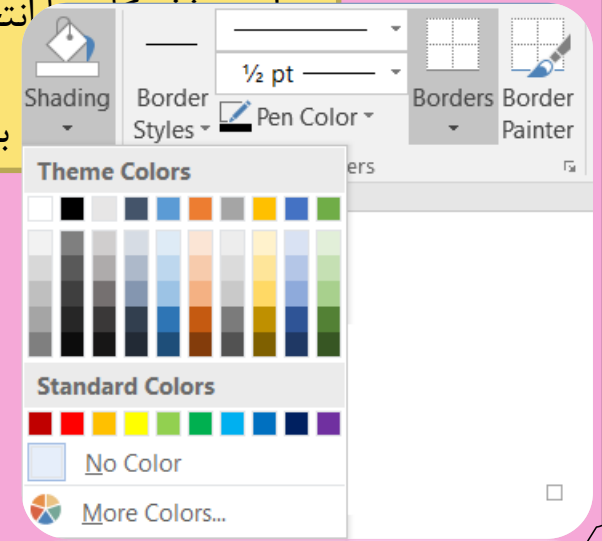 Shading
Border Styles
½ pt
Pen Color
Borders
Border Painter
ers
Theme Colors
Standard Colors
No Color
More Colors...